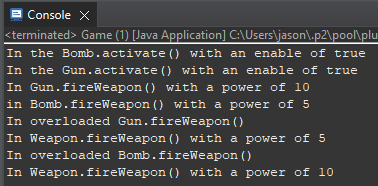 Console
<terminated> Game (1) [Java Application] C:\Users\jason\.p2\pool\plu
In the Bomb.activate() with an enable of true
In the Gun.activate() with an enable of true
In Gun.fireWeapon() with a power of 10
in Bomb.fireWeapon() with a power of 5
In overloaded Gun.fireWeapon()
In Weapon.fireWeapon() with a power of 5
In overloaded Bomb.fireWeapon()
In Weapon.fireWeapon() with a power of 10